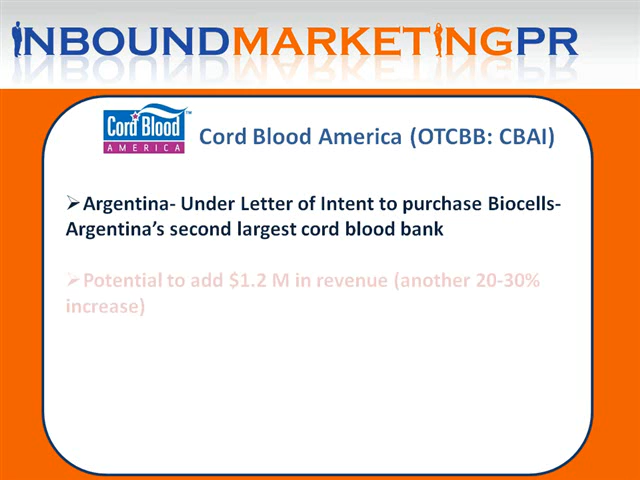 INBOUNDMARKETINGPR
Cord Blood
AMERICA
TM
Cord Blood America (OTCBB: CBAI)
➢Argentina- Under Letter of Intent to purchase Biocells-
Argentina's second largest cord blood bank
➢Potential to add $1.2 M in revenue (another 20-30%
increase)